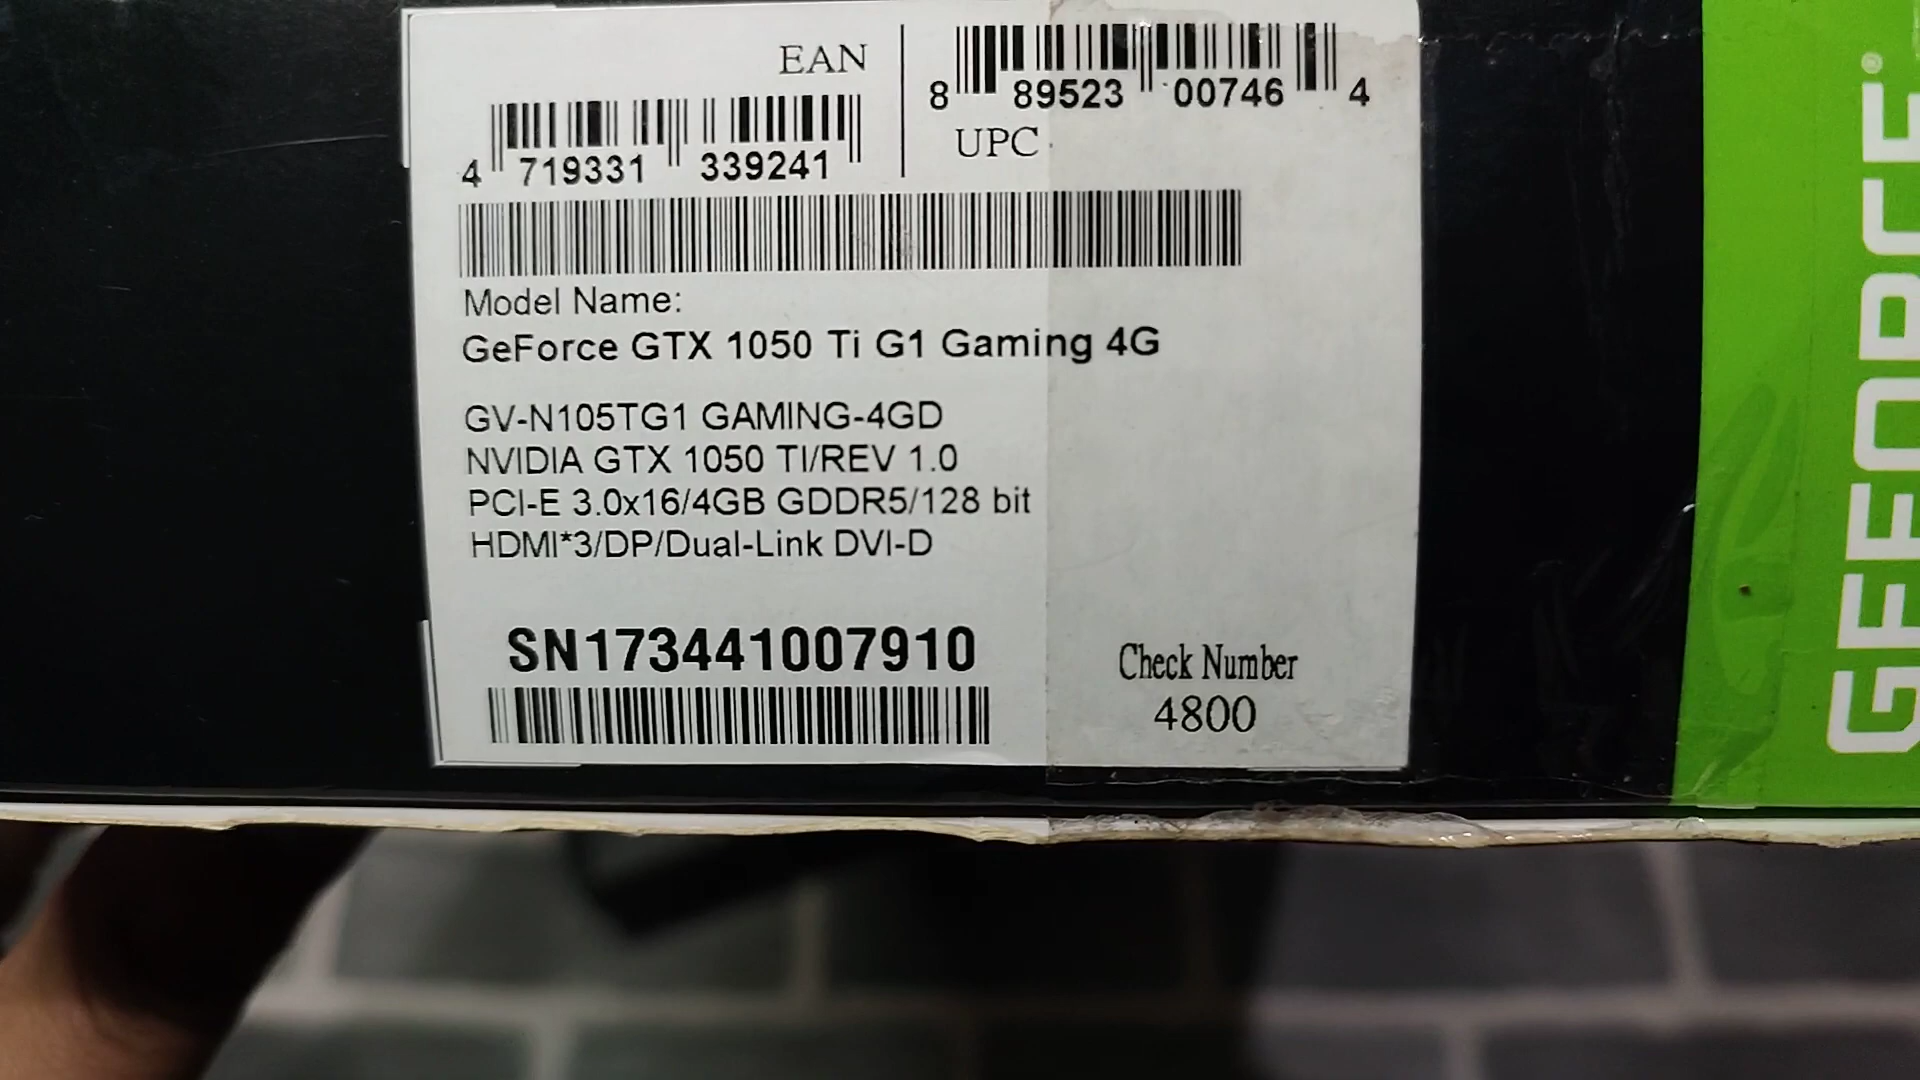 EAN
4 719331 339241
8 89523 00746 4
UPC
Model Name:
GeForce GTX 1050 Ti G1 Gaming 4G
GV-N105TG1 GAMING-4GD
NVIDIA GTX 1050 TI/REV 1.0
PCI-E 3.0x16/4GB GDDR5/128 bit
HDMI*3/DP/Dual-Link DVI-D
SN173441007910
Check Number
4800
GEFORCE®